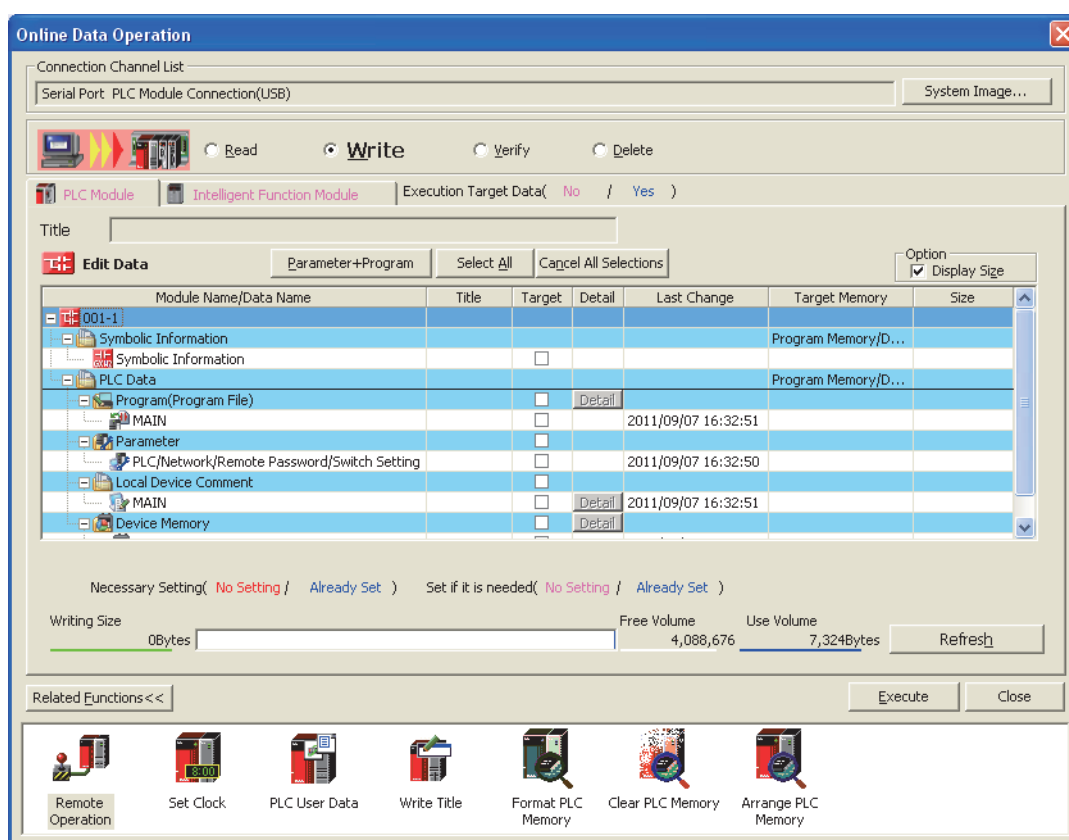 Online Data Operation
Connection Channel List
Serial Port PLC Module Connection(USB)
System Image...
Read
Write
Verify
Delete
PLC Module
Intelligent Function Module
Execution Target Data( No / Yes )
Title
Edit Data
Parameter+Program
Select All
Cancel All Selections
Option
Display Size
Module Name/Data Name Title Target Detail Last Change Target Memory Size
001-1
Symbolic Information Program Memory/D...
Symbolic Information
PLC Data Program Memory/D...
Program(Program File) Detail
MAIN 2011/09/07 16:32:51
Parameter
PLC/Network/Remote Password/Switch Setting 2011/09/07 16:32:50
Local Device Comment
MAIN Detail 2011/09/07 16:32:51
Device Memory Detail
Necessary Setting( No Setting / Already Set ) Set if it is needed( No Setting / Already Set )
Writing Size Free Volume Use Volume
0Bytes 4,088,676 7,324Bytes
Refresh
Related Functions<<
Execute
Close
8:00
Remote
Operation
Set Clock
PLC User Data
Write Title
Format PLC
Memory
Clear PLC Memory
Arrange PLC
Memory